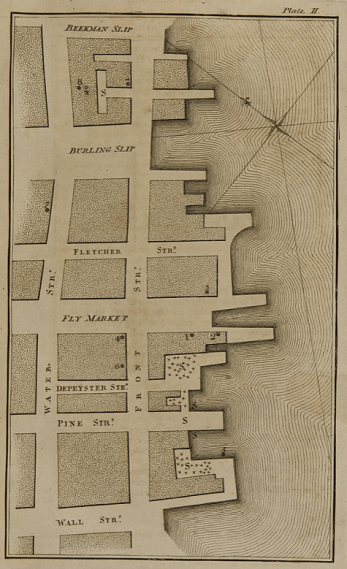 Plate II.
BEEKMAN SLIP
BURLING SLIP
FLETCHER STR.
STR.
STR.
FLY MARKET
WATER-
FRONT
DEPEYSTER STR.
PINE STR.
S
S
S
S
WALL STR.